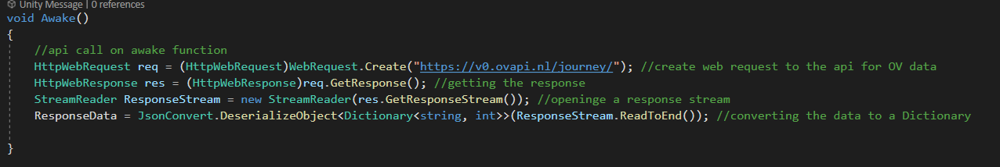 Unity Message | 0 references
void Awake()
{
//api call on awake function
HttpWebRequest req = (HttpWebRequest)WebRequest.Create("https://v0.ovapi.nl/journey/"); //create web request to the api for OV data
HttpWebResponse res = (HttpWebResponse)req.GetResponse(); //getting the response
StreamReader ResponseStream = new StreamReader(res.GetResponseStream()); //openinge a response stream
ResponseData = JsonConvert.DeserializeObject<Dictionary<string, int>>(ResponseStream.ReadToEnd()); //converting the data to a Dictionary
}